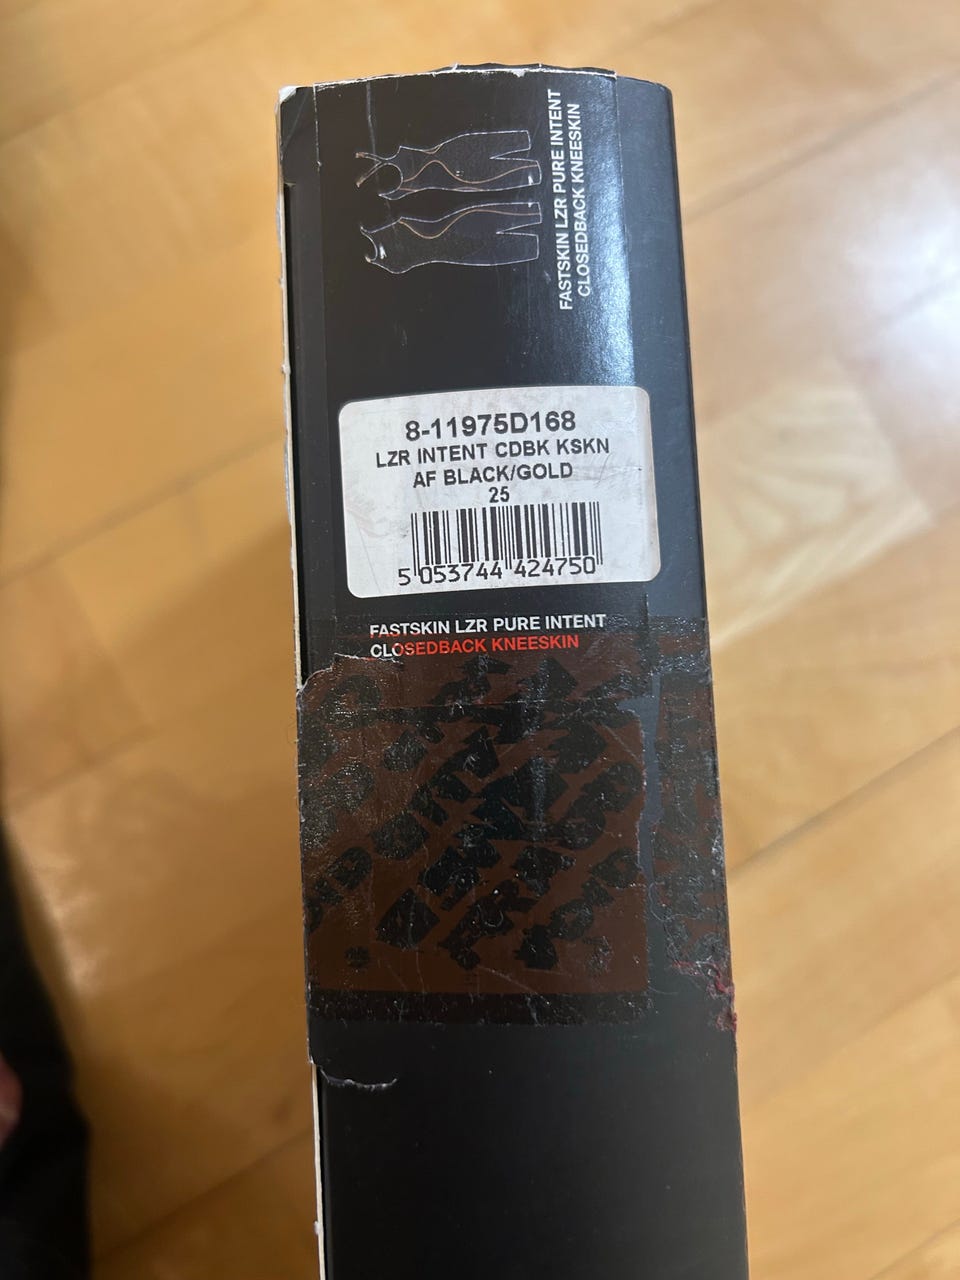 FASTSKIN LZR PURE INTENT
CLOSEDBACK KNEESKIN
8-11975D168
LZR INTENT CDBK KSKN
AF BLACK/GOLD
25
5 053744 424750
FASTSKIN LZR PURE INTENT
CLOSEDBACK KNEESKIN